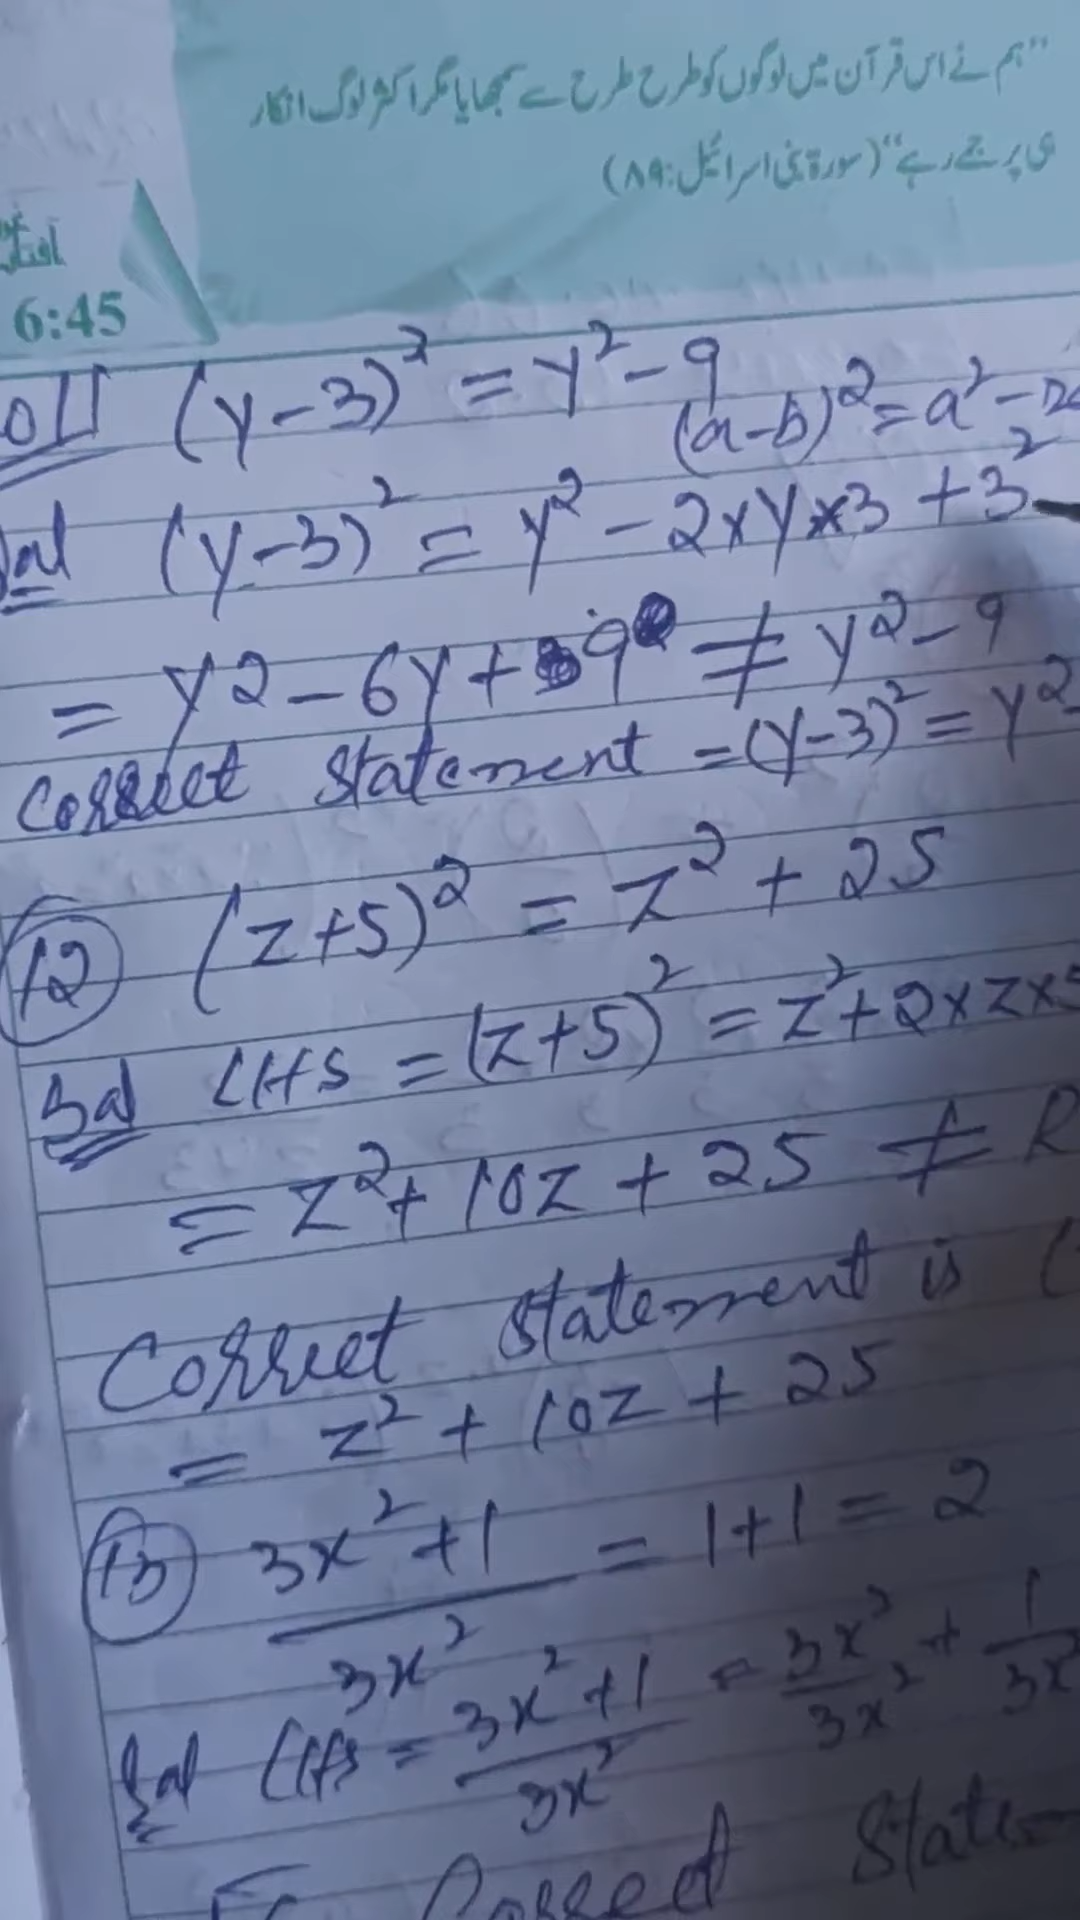 "ہم نے اس قرآن میں لوگوں کو طرح طرح سے سمجھایا مگر اکثر لوگ انکار
ہی پر جمے رہے" (سورۃ بنی اسرائیل: ۸۹)
6:45
(y-3)² = y² - 9
(a-b)² = a² -
Sol (y-3)² = y² - 2×y×3 + 3²
= y2 - 6y + 9 ≠ y2 - 9
Correct Statement = (y-3)² = y2 -
12 (z+5)² = z² + 25
Sol LHS = (z+5)² = z² + 2×z×5
= z² + 10z + 25 ≠ R
Correct Statement is (
= z² + 10z + 25
13 3x²+1 / 3x² = 1+1 = 2
Sol LHS = 3x²+1 / 3x² = 3x² / 3x² + 1 / 3x²
Correct State